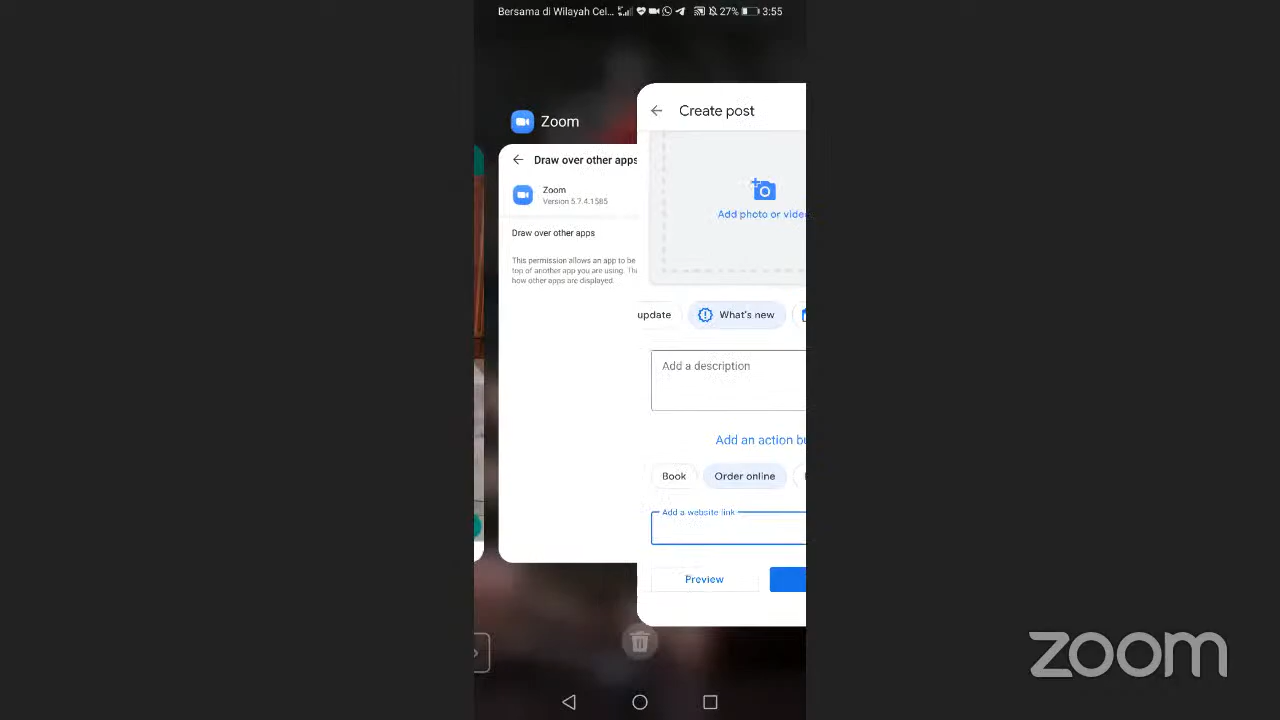 Bersama di Wilayah Cel... 27% 3:55
Zoom
Draw over other apps
Zoom
Version 5.7.4.1585
Draw over other apps
This permission allows an app to be
top of another app you are using.
how other apps are displayed.
Create post
Add photo or video
update
What's new
Add a description
Add an action bu
Book
Order online
Add a website link
Preview
zoom